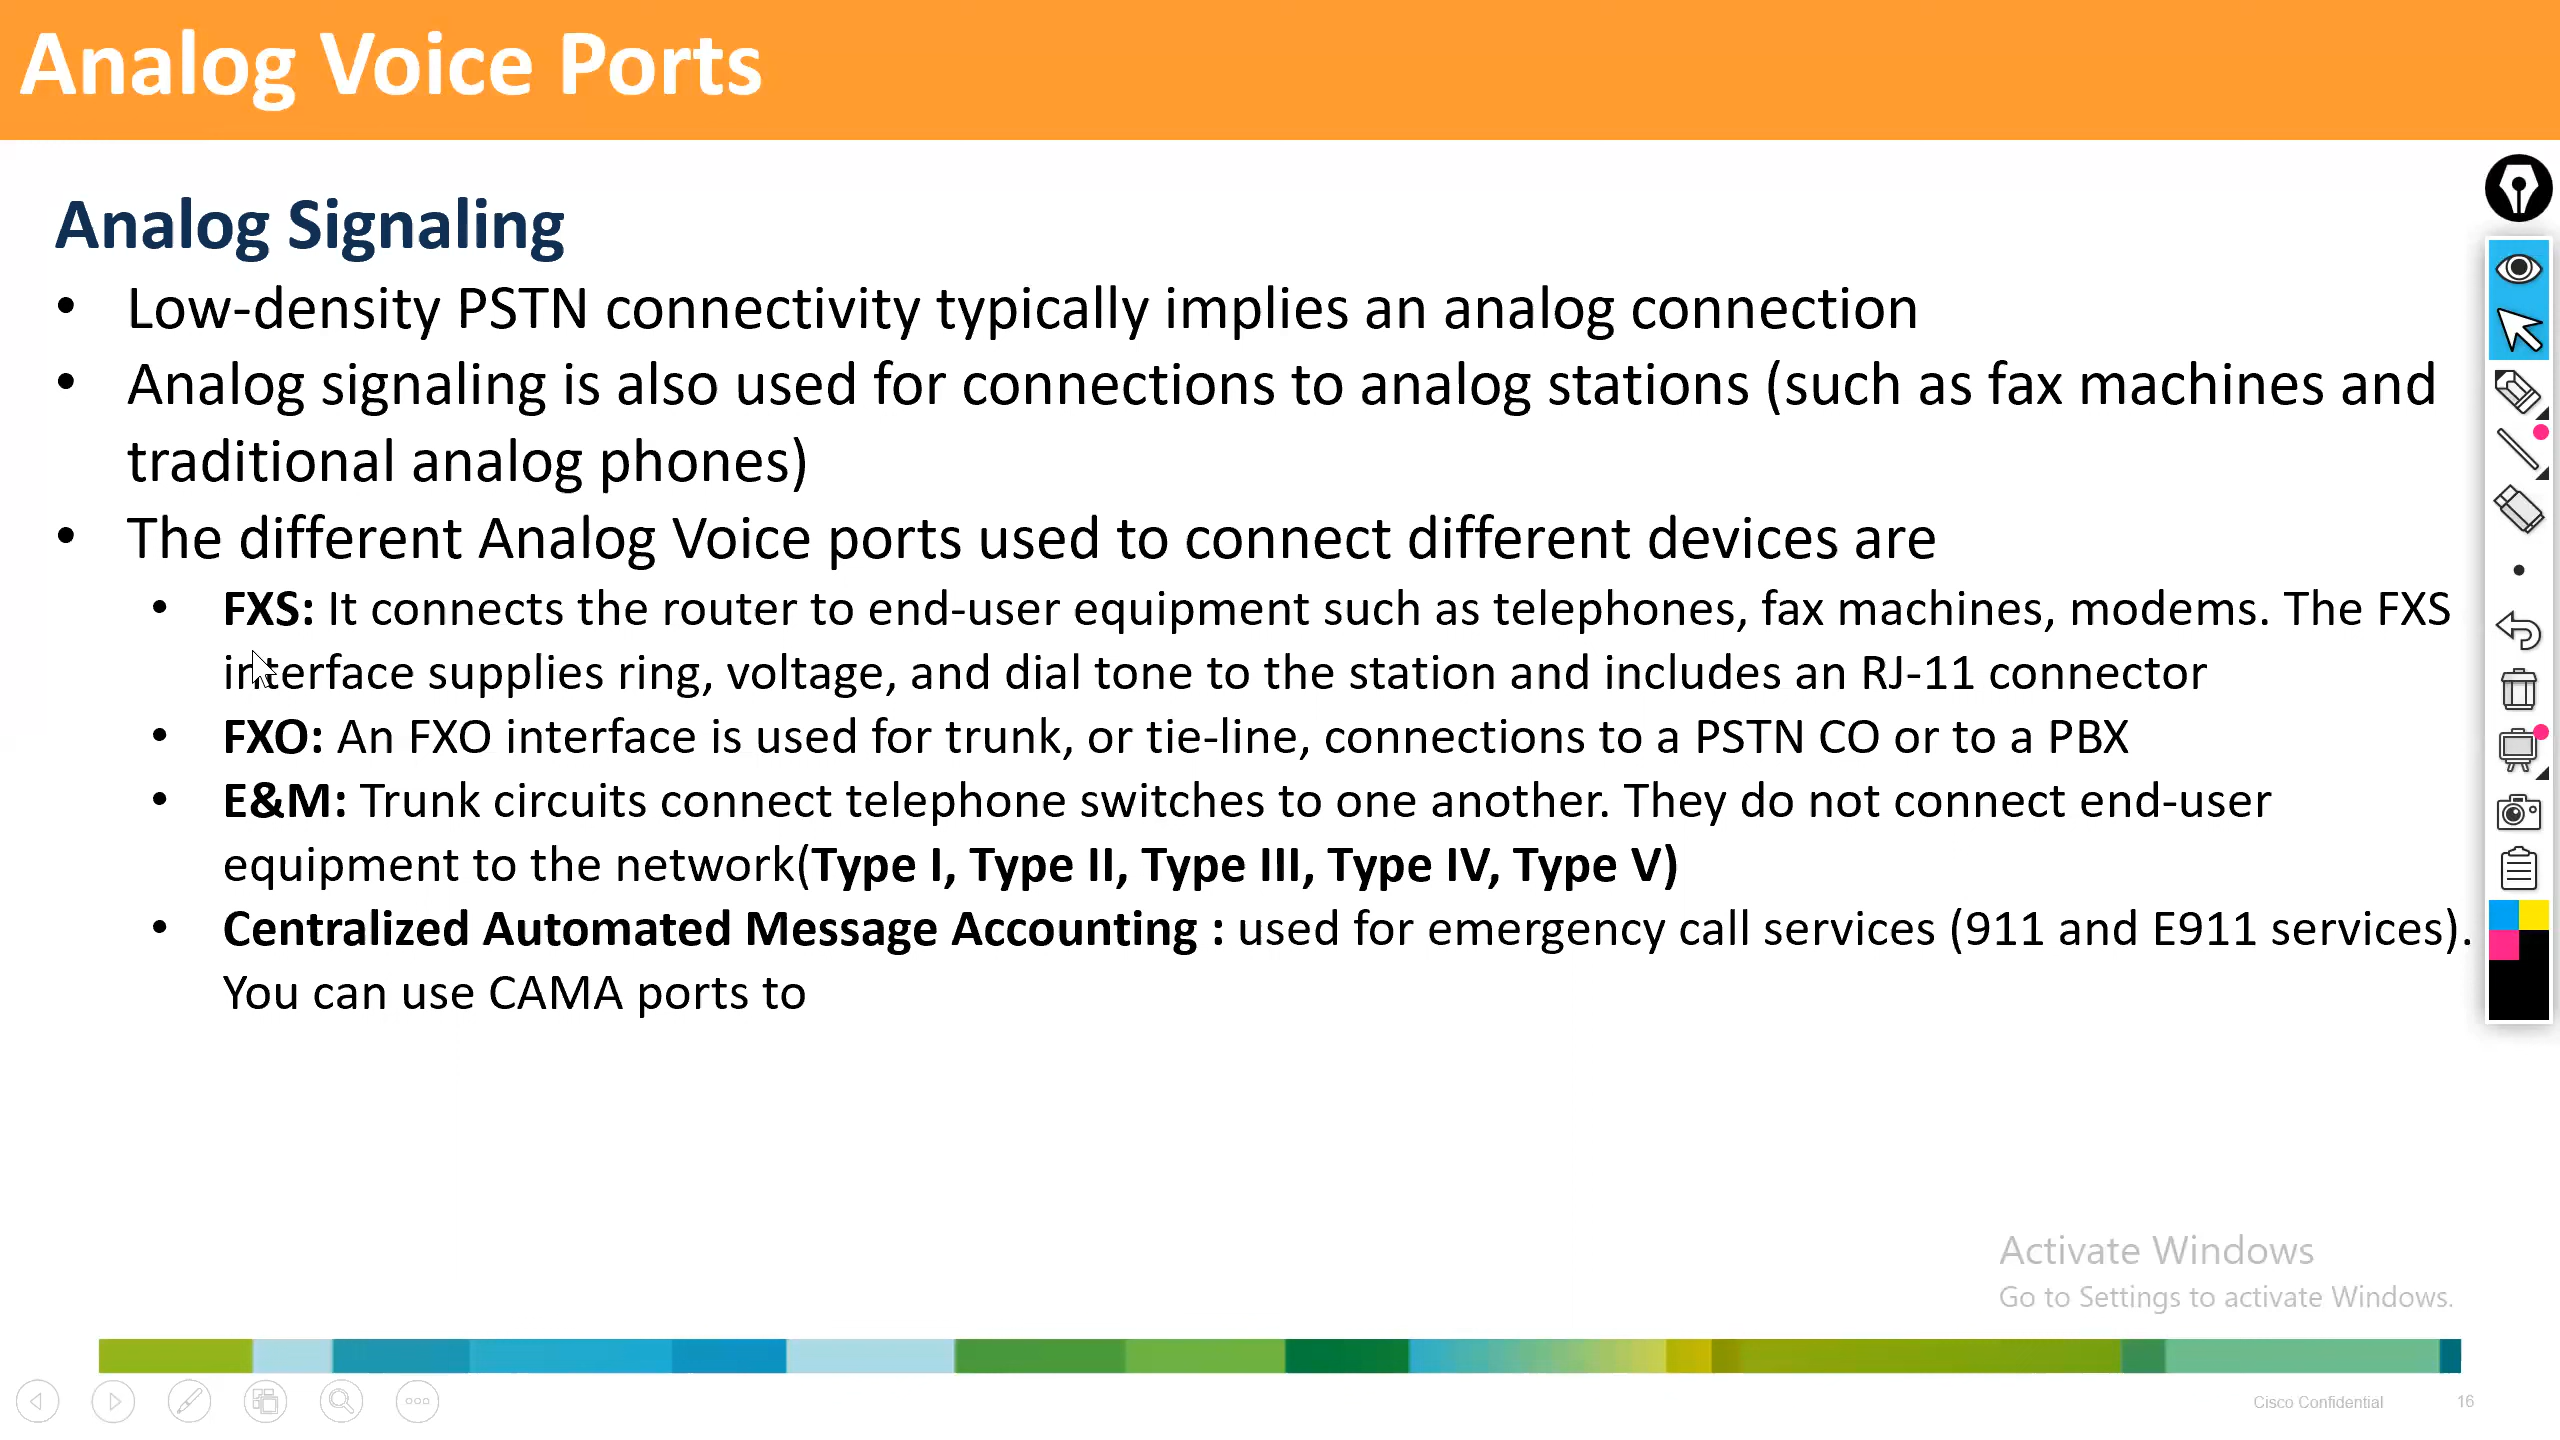 Analog Voice Ports
Analog Signaling
• Low-density PSTN connectivity typically implies an analog connection
• Analog signaling is also used for connections to analog stations (such as fax machines and
traditional analog phones)
• The different Analog Voice ports used to connect different devices are
• FXS: It connects the router to end-user equipment such as telephones, fax machines, modems. The FXS
interface supplies ring, voltage, and dial tone to the station and includes an RJ-11 connector
• FXO: An FXO interface is used for trunk, or tie-line, connections to a PSTN CO or to a PBX
• E&M: Trunk circuits connect telephone switches to one another. They do not connect end-user
equipment to the network(Type I, Type II, Type III, Type IV, Type V)
• Centralized Automated Message Accounting : used for emergency call services (911 and E911 services).
You can use CAMA ports to
Activate Windows
Go to Settings to activate Windows.
Cisco Confidential 16